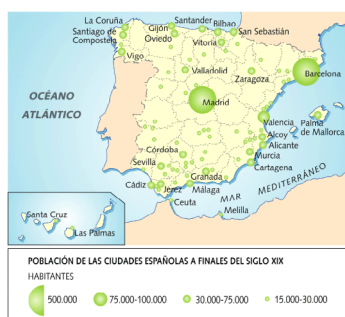 La Coruña
Santander
Bilbao
Gijón
San Sebastián
Santiago de
Compostela
Oviedo
Vitoria
Vigo
Valladolid
Zaragoza
Barcelona
OCÉANO
ATLÁNTICO
Madrid
Valencia
Palma
de Mallorca
Alcoy
Alicante
Córdoba
Murcia
Sevilla
Cartagena
Granada
Cádiz
Jerez
Málaga
MAR MEDITERRÁNEO
Ceuta
Melilla
Santa Cruz
Las Palmas
POBLACIÓN DE LAS CIUDADES ESPAÑOLAS A FINALES DEL SIGLO XIX
HABITANTES
500.000
75.000-100.000
30.000-75.000
15.000-30.000